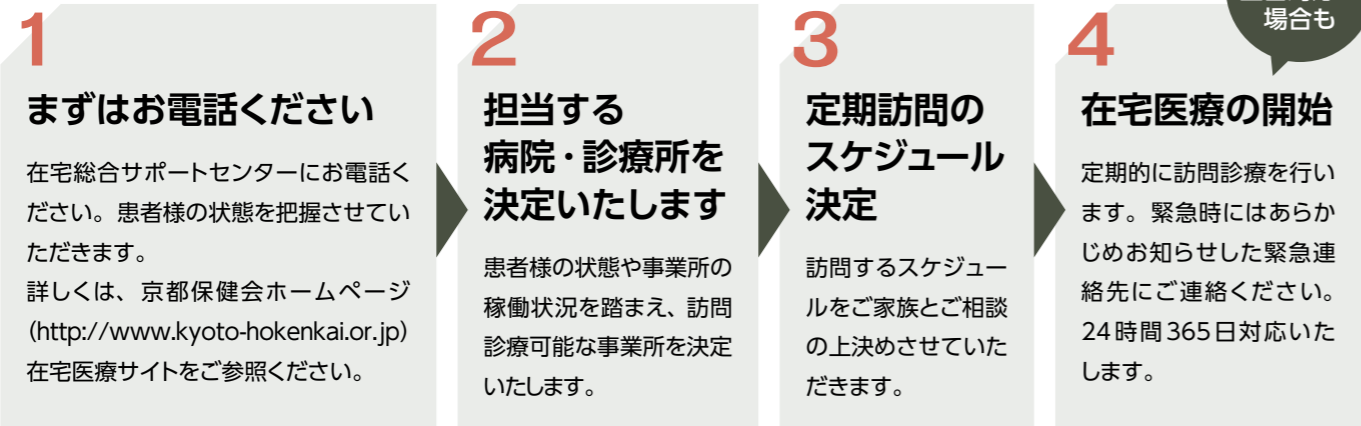 1
まずはお電話ください
在宅総合サポートセンターにお電話く
ださい。患者様の状態を把握させてい
ただきます。
詳しくは、京都保健会ホームページ
（http://www.kyoto-hokenkai.or.jp）
在宅医療サイトをご参照ください。
2
担当する
病院・診療所を
決定いたします
患者様の状態や事業所の
稼働状況を踏まえ、訪問
診療可能な事業所を決定
いたします。
3
定期訪問の
スケジュール
決定
訪問するスケジュー
ルをご家族とご相談
の上決めさせていた
だきます。
場合も
4
在宅医療の開始
定期的に訪問診療を行い
ます。緊急時にはあらか
じめお知らせした緊急連
絡先にご連絡ください。
24時間365日対応いた
します。